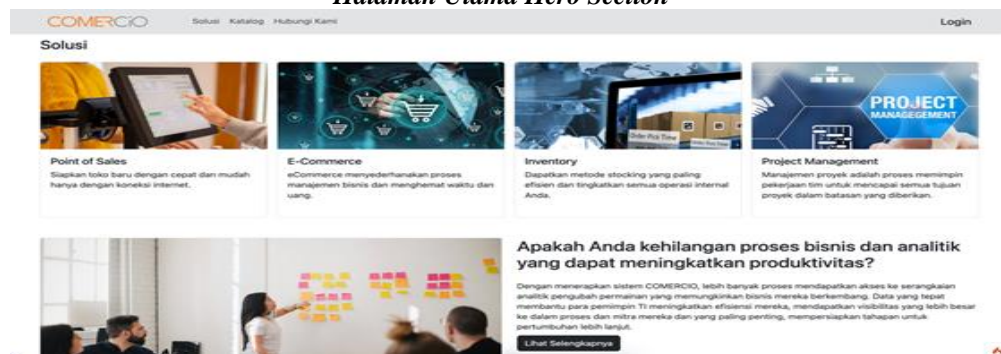 Halaman Utama Hero Section
COMERCIO
Solusi Katalog Hubungi Kami
Login
Solusi
Order Pick Time
PROJECT
MANAGEGEMENT
Point of Sales
Siapkan toko baru dengan cepat dan mudah
hanya dengan koneksi internet.
E-Commerce
eCommerce menyederhanakan proses
manajemen bisnis dan menghemat waktu dan
uang.
Inventory
Dapatkan metode stocking yang paling
efisien dan tingkatkan semua operasi internal
Anda.
Project Management
Manajemen proyek adalah proses memimpin
pekerjaan tim untuk mencapai semua tujuan
proyek dalam batasan yang diberikan.
Apakah Anda kehilangan proses bisnis dan analitik
yang dapat meningkatkan produktivitas?
Dengan menerapkan sistem COMERCIO, lebih banyak proses mendapatkan akses ke serangkaian
analitik pengubah permainan yang memungkinkan bisnis mereka berkembang. Data yang tepat
membantu para pemimpin TI meningkatkan efisiensi mereka, mendapatkan visibilitas yang lebih besar
ke dalam proses dan mitra mereka dan yang paling penting, mempersiapkan tahapan untuk
pertumbuhan lebih lanjut.
Lihat Selengkapnya